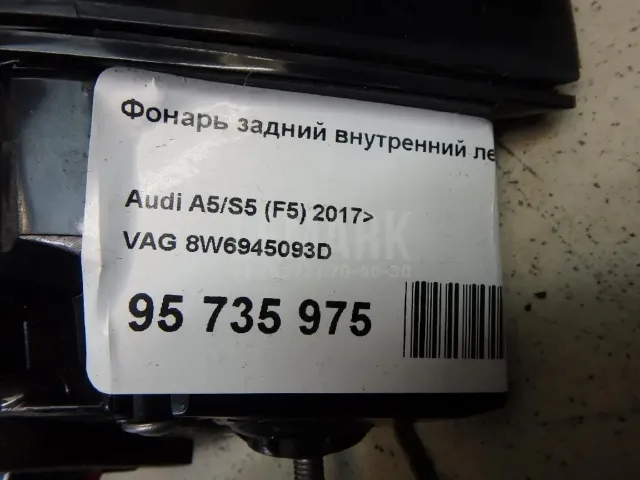 Фонарь задний внутренний ле
Audi A5/S5 (F5) 2017>
VAG 8W6945093D
95 735 975